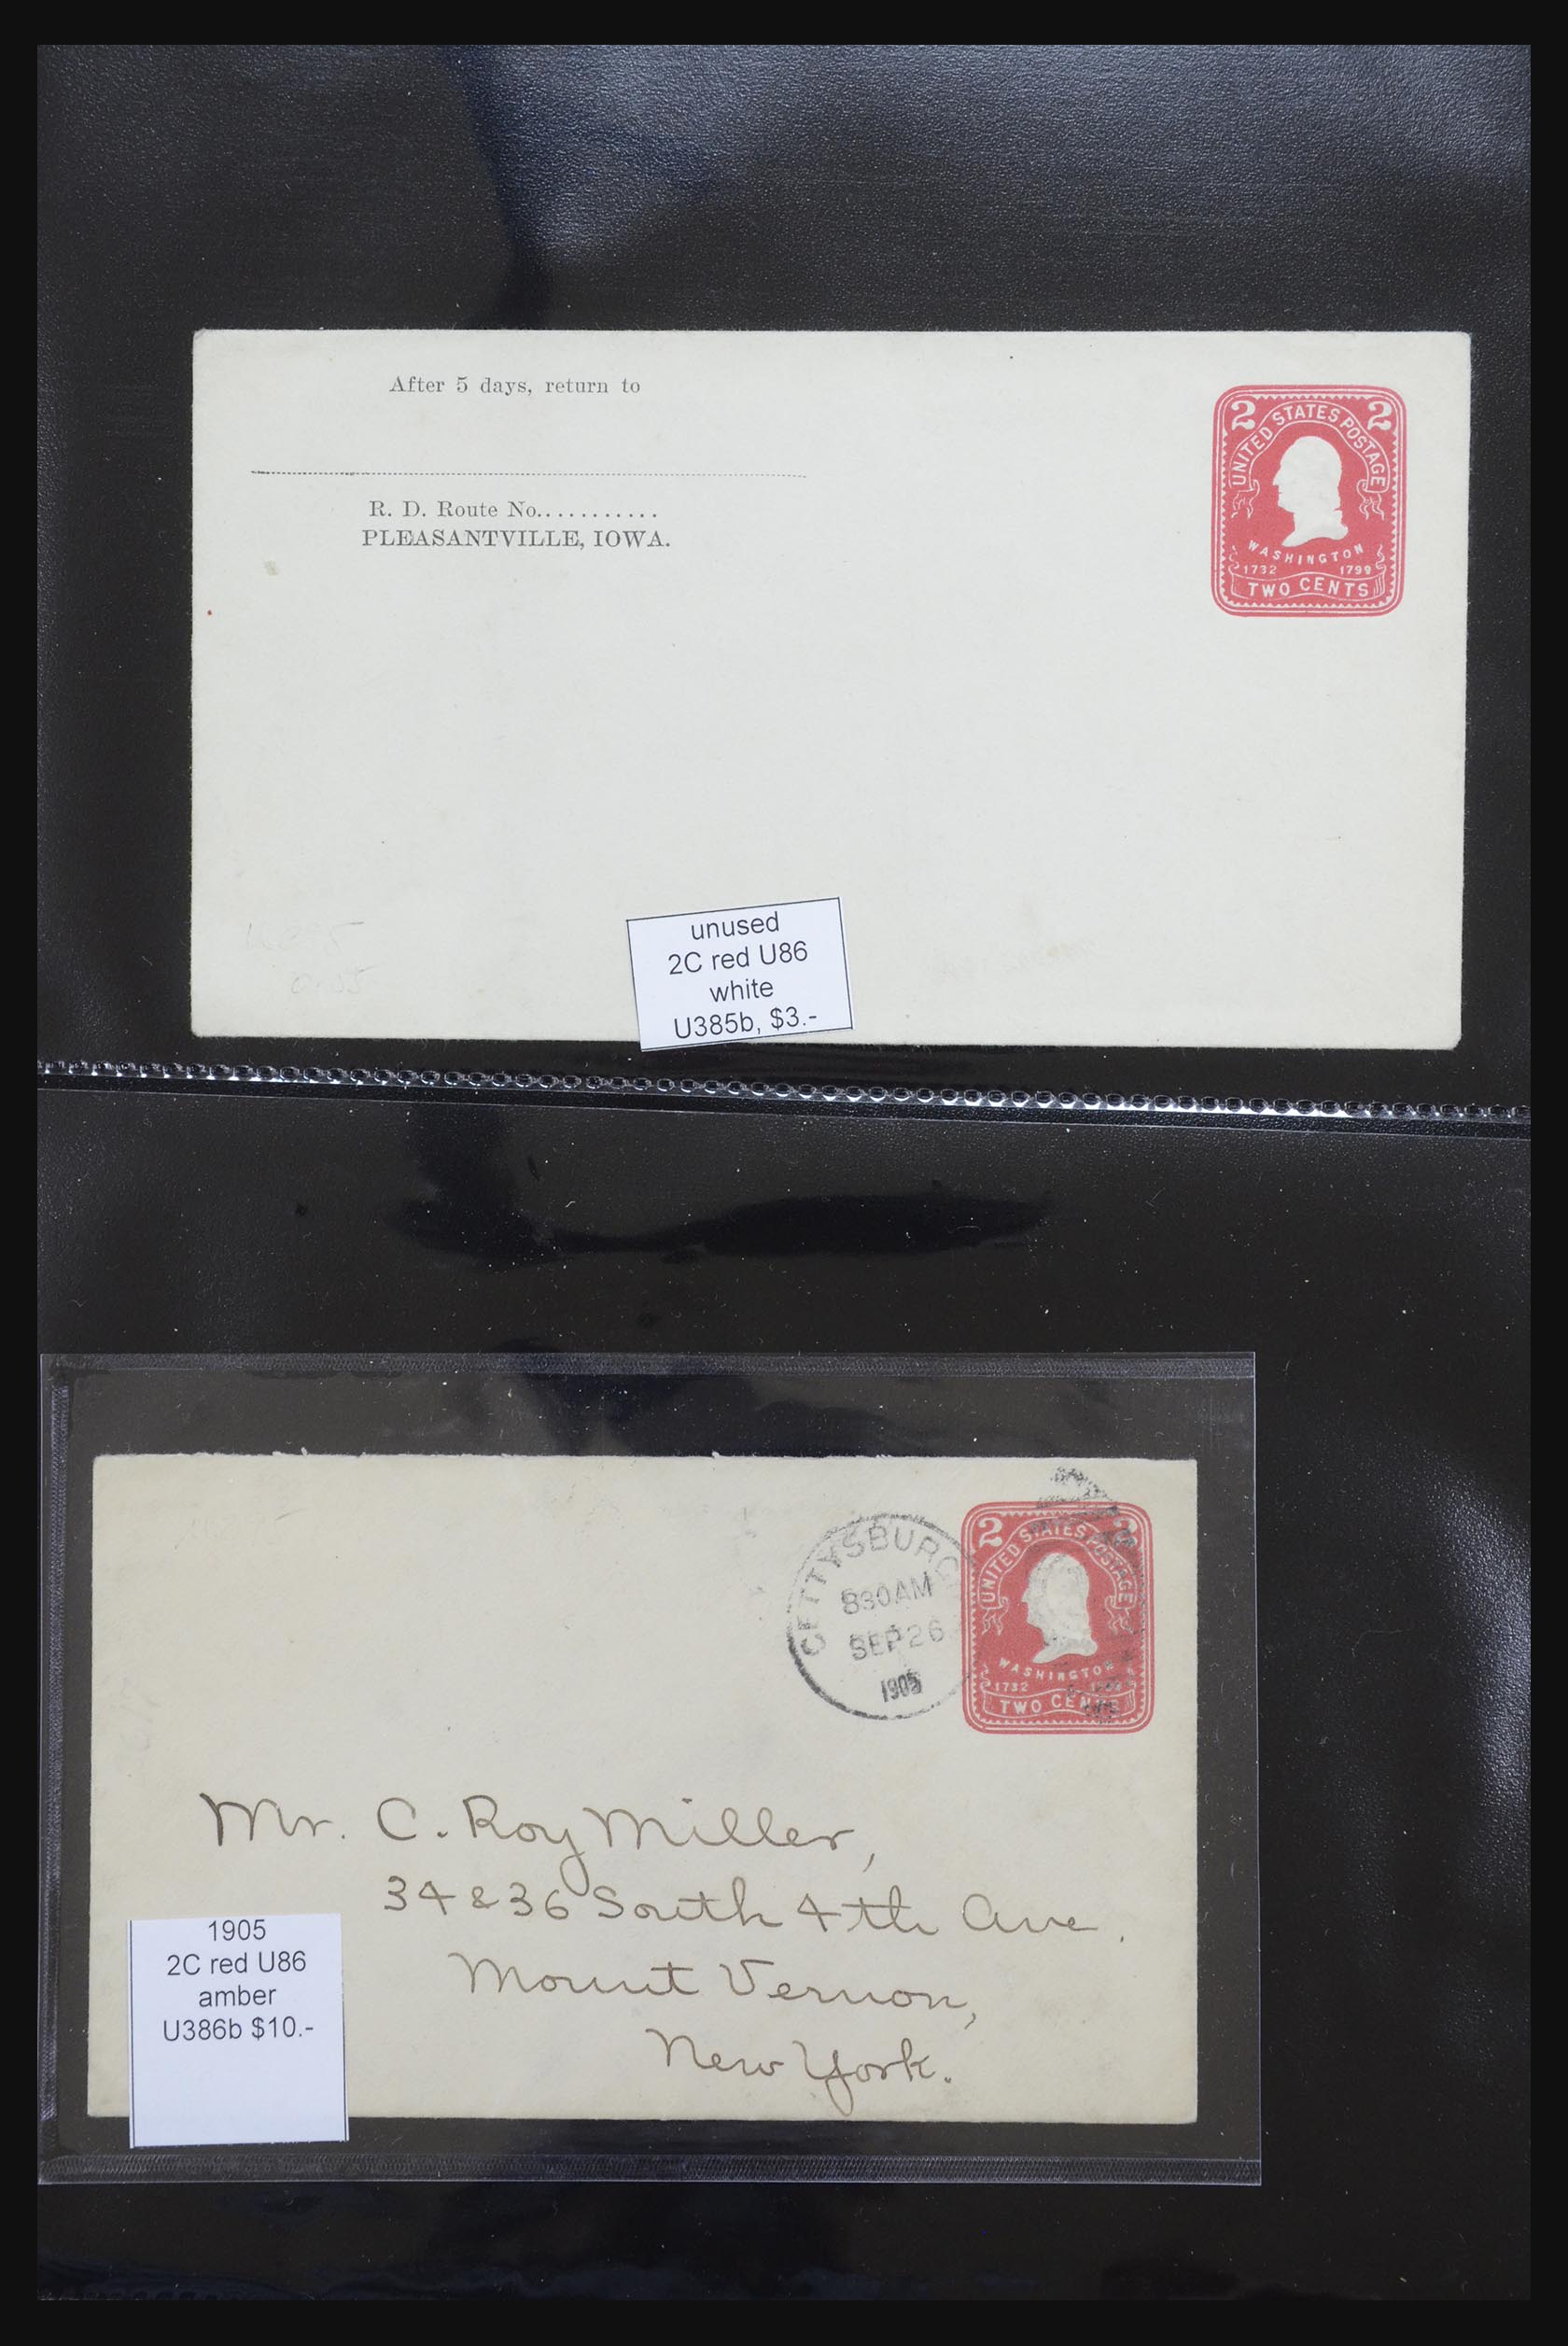 After 5 days, return to
R. D. Route No...........
PLEASANTVILLE, IOWA.
2 2
UNITED STATES POSTAGE
WASHINGTON
1732 1799
TWO CENTS
unused
2C red U86
white
U385b, $3.-
GETTYSBURG
830AM
SEP 26
1905
2 2
UNITED STATES POSTAGE
WASHINGTON
1732
TWO CENTS
Mr. C. Roy Miller,
34 & 36 South 4th Ave.
Mount Vernon,
New York.
1905
2C red U86
amber
U386b $10.-